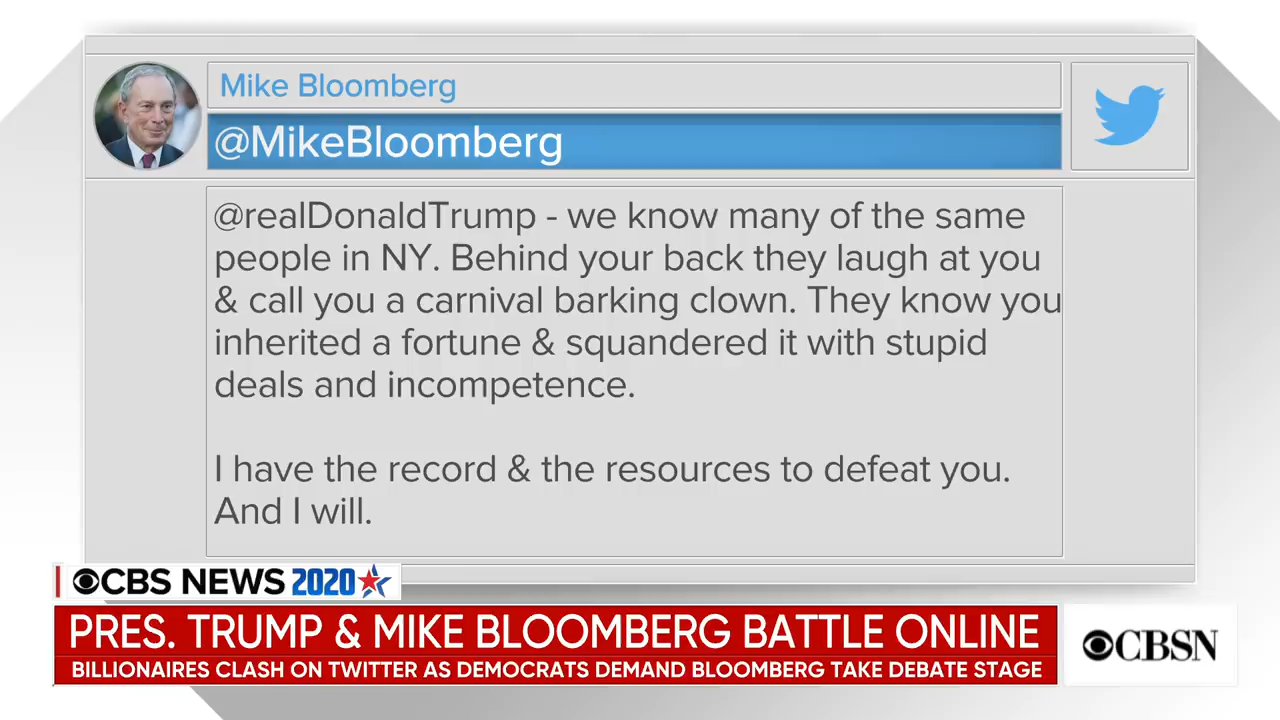 Mike Bloomberg
@MikeBloomberg
@realDonaldTrump - we know many of the same
people in NY. Behind your back they laugh at you
& call you a carnival barking clown. They know you
inherited a fortune & squandered it with stupid
deals and incompetence.
I have the record & the resources to defeat you.
And I will.
CBS NEWS 2020
PRES. TRUMP & MIKE BLOOMBERG BATTLE ONLINE
BILLIONAIRES CLASH ON TWITTER AS DEMOCRATS DEMAND BLOOMBERG TAKE DEBATE STAGE
CBSN